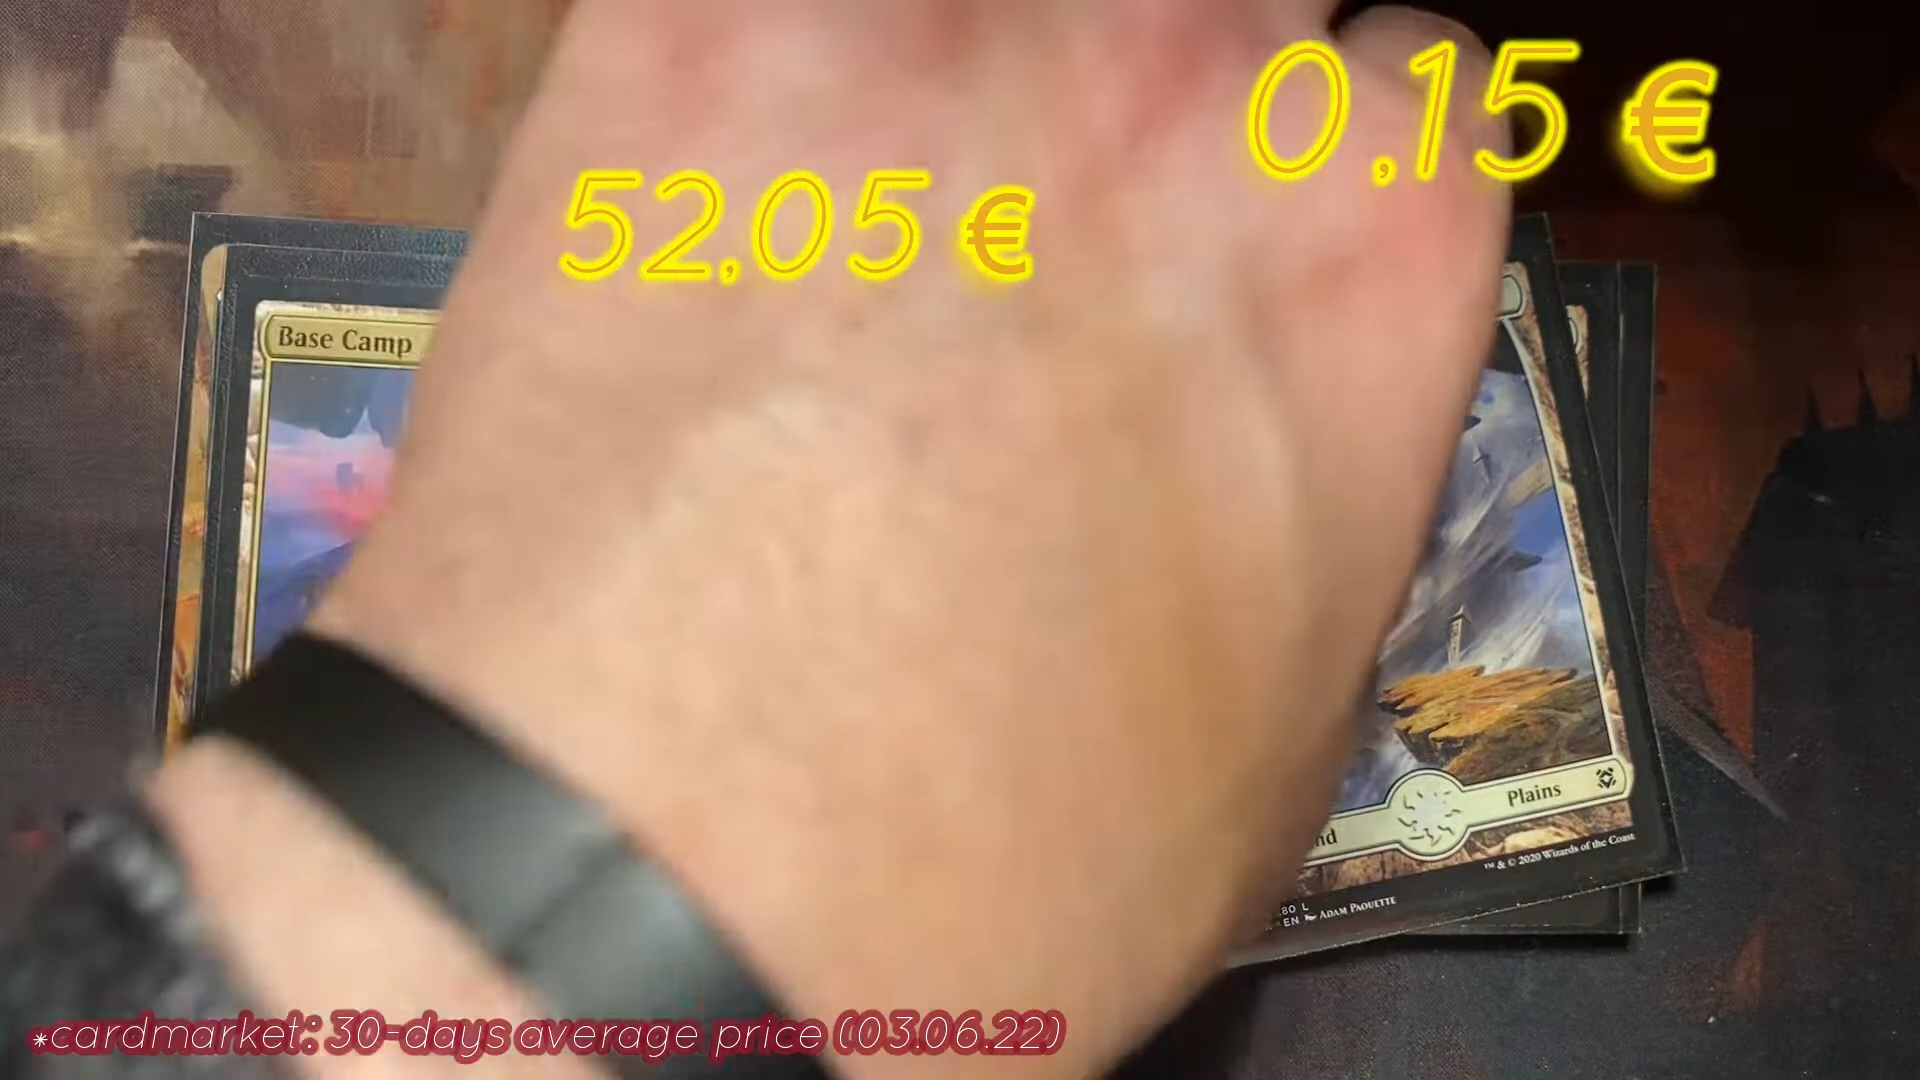 0,15 €
52,05 €
Base Camp
Plains
™ & © 2020 Wizards of the Coast
80 L
EN ADAM PAQUETTE
*cardmarket: 30-days average price (03.06.22)